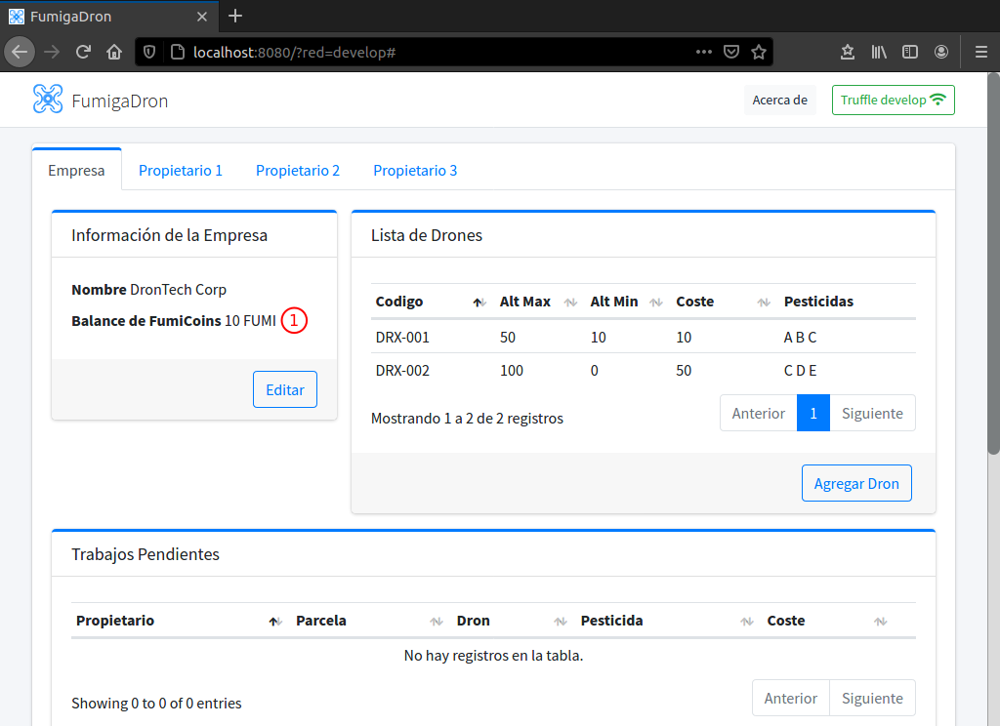 FumigaDron
localhost:8080/?red=develop#
FumigaDron
Acerca de
Truffle develop
Empresa
Propietario 1
Propietario 2
Propietario 3
Información de la Empresa
Nombre DronTech Corp
Balance de FumiCoins 10 FUMI 1
Editar
Lista de Drones
Codigo Alt Max Alt Min Coste Pesticidas
DRX-001 50 10 10 A B C
DRX-002 100 0 50 C D E
Mostrando 1 a 2 de 2 registros
Anterior 1 Siguiente
Agregar Dron
Trabajos Pendientes
Propietario Parcela Dron Pesticida Coste
No hay registros en la tabla.
Showing 0 to 0 of 0 entries
Anterior Siguiente